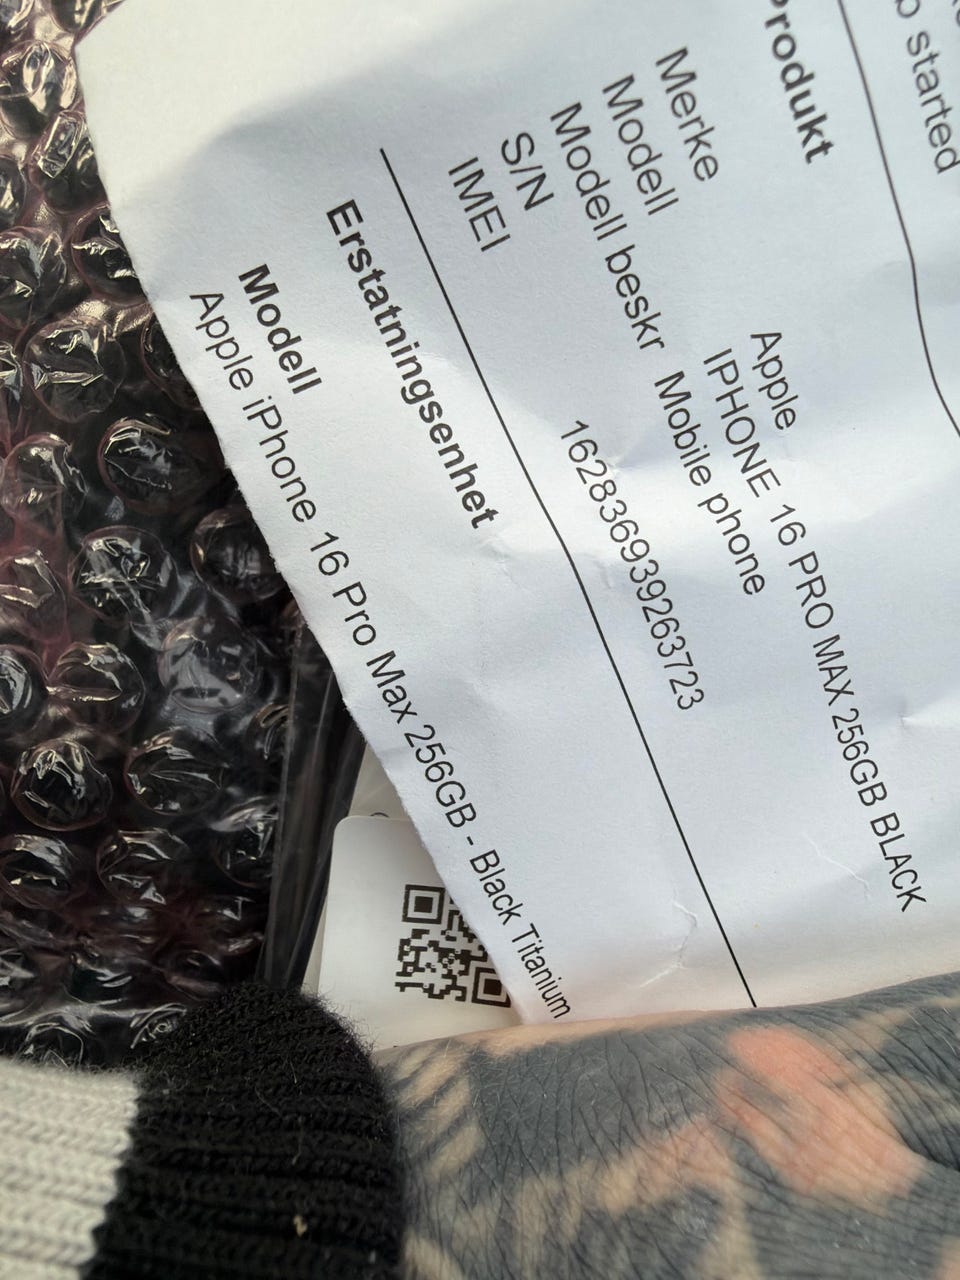 o started
Produkt
Merke Apple
Modell IPHONE 16 PRO MAX 256GB BLACK
Modell beskr Mobile phone
S/N
IMEI 162836939263723
Erstatningsenhet
Modell
Apple iPhone 16 Pro Max 256GB - Black Titanium